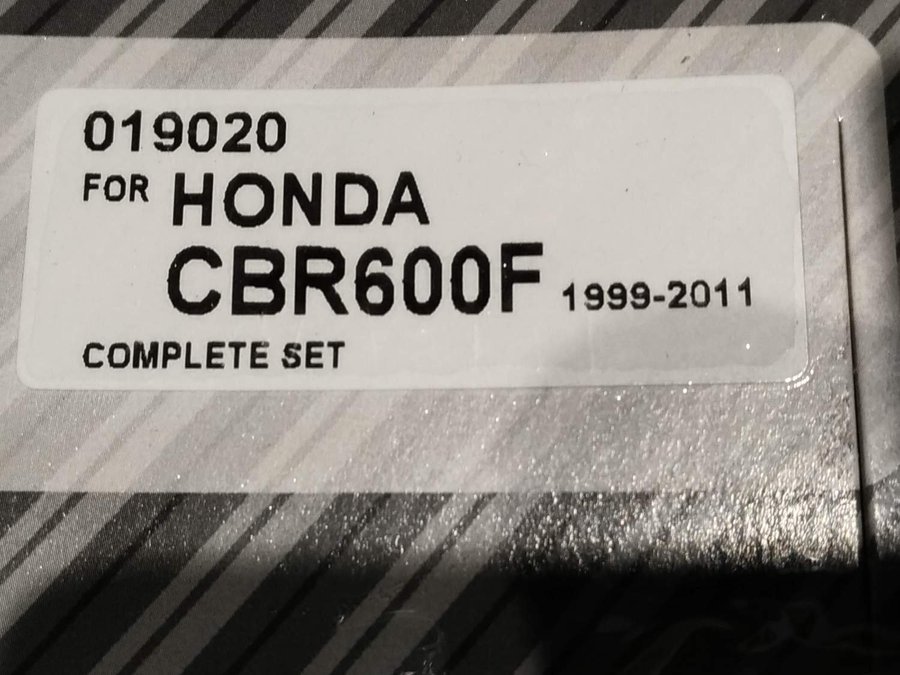 019020
FOR HONDA
CBR600F 1999-2011
COMPLETE SET